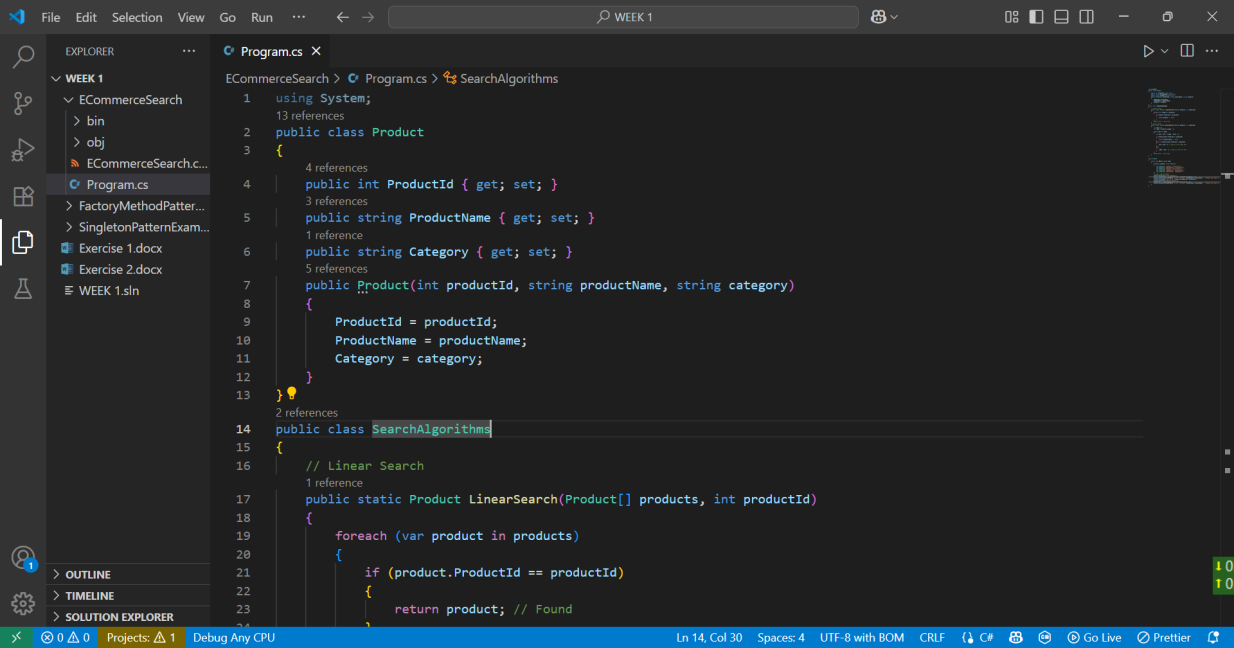 File Edit Selection View Go Run ··· WEEK 1
EXPLORER ···
WEEK 1
ECommerceSearch
bin
obj
ECommerceSearch.c...
Program.cs
FactoryMethodPatter...
SingletonPatternExam...
Exercise 1.docx
Exercise 2.docx
WEEK 1.sln
OUTLINE
TIMELINE
SOLUTION EXPLORER
1
Program.cs
ECommerceSearch > Program.cs > SearchAlgorithms
1 using System;
13 references
2 public class Product
3 {
4 references
4 public int ProductId { get; set; }
3 references
5 public string ProductName { get; set; }
1 reference
6 public string Category { get; set; }
5 references
7 public Product(int productId, string productName, string category)
8 {
9 ProductId = productId;
10 ProductName = productName;
11 Category = category;
12 }
13 }
2 references
14 public class SearchAlgorithms
15 {
16 // Linear Search
1 reference
17 public static Product LinearSearch(Product[] products, int productId)
18 {
19 foreach (var product in products)
20 {
21 if (product.ProductId == productId)
22 {
23 return product; // Found
24 }
↓0
↑0
0 0 Projects: 1 Debug Any CPU Ln 14, Col 30 Spaces: 4 UTF-8 with BOM CRLF C# Go Live Prettier